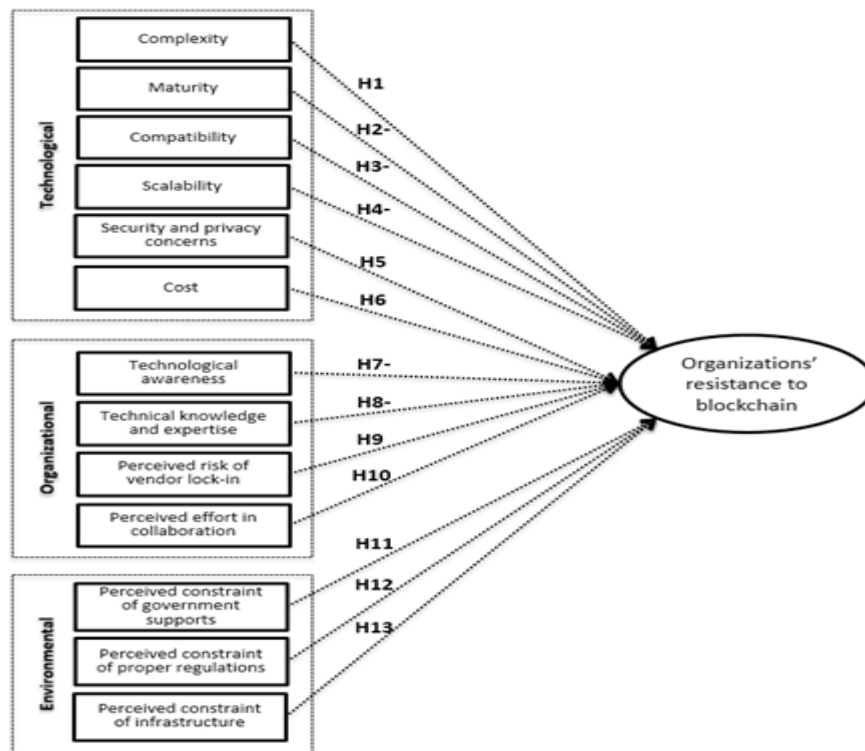 Technological
Complexity
Maturity
Compatibility
Scalability
Security and privacy
concerns
Cost
H1
H2-
H3-
H4-
H5
H6
Organizational
Technological
awareness
Technical knowledge
and expertise
Perceived risk of
vendor lock-in
Perceived effort in
collaboration
H7-
H8-
H9
H10
Environmental
Perceived constraint
of government
supports
Perceived constraint
of proper regulations
Perceived constraint
of infrastructure
H11
H12
H13
Organizations’
resistance to
blockchain